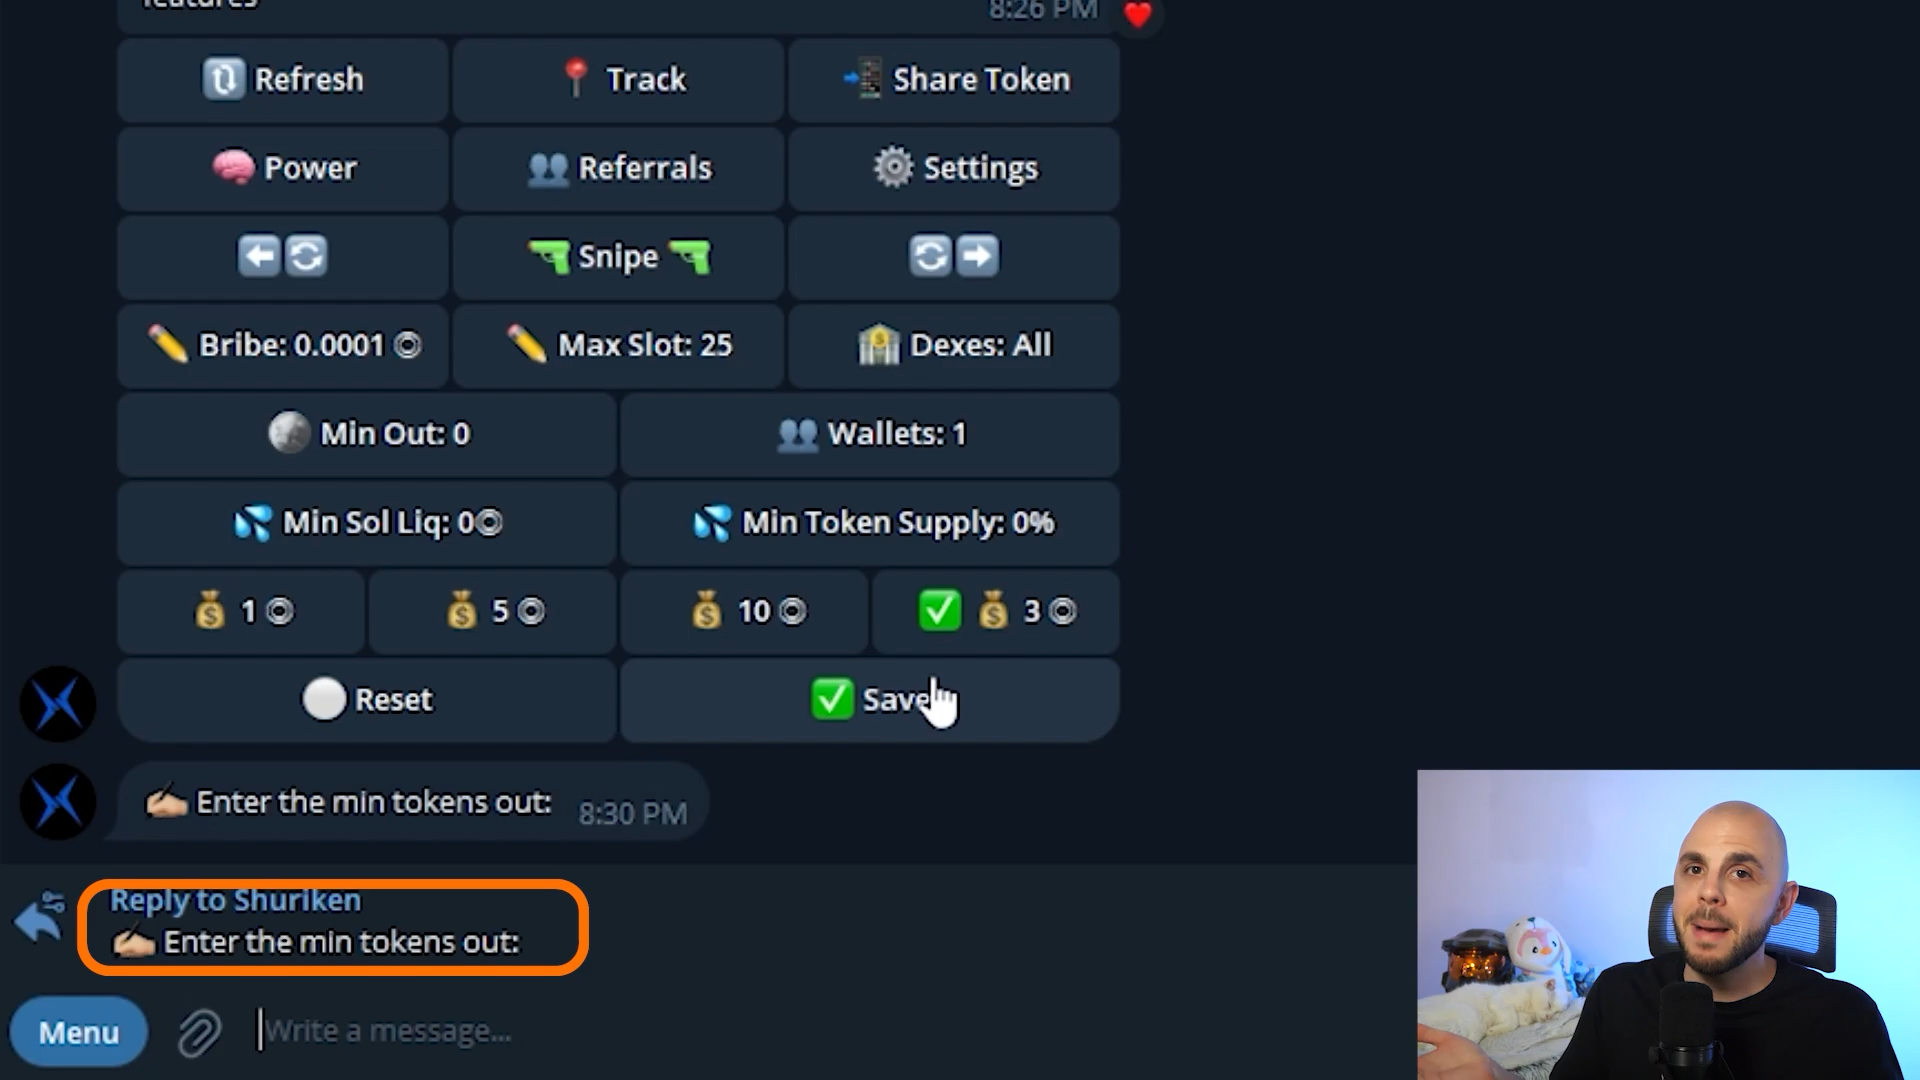 features
8:26 PM
Refresh
Track
Share Token
Power
Referrals
Settings
Snipe
Bribe: 0.0001
Max Slot: 25
Dexes: All
Min Out: 0
Wallets: 1
Min Sol Liq: 0
Min Token Supply: 0%
1
5
10
3
Reset
Save
Enter the min tokens out:
8:30 PM
Reply to Shuriken
Enter the min tokens out:
Menu
Write a message...